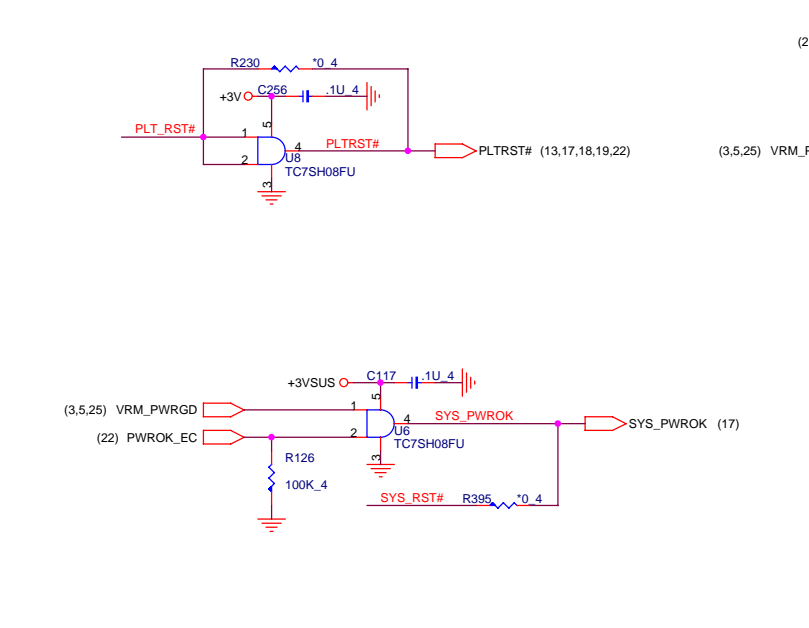 (2
R230 *0_4
+3V C256 .1U_4
5
PLT_RST# 1
4 PLTRST#
PLTRST# (13,17,18,19,22)
(3,5,25) VRM_P
2 U8
TC7SH08FU
3
+3VSUS C117 .1U_4
5
(3,5,25) VRM_PWRGD 1
4 SYS_PWROK
SYS_PWROK (17)
(22) PWROK_EC 2 U6
TC7SH08FU
3
R126
100K_4
SYS_RST# R395 *0_4